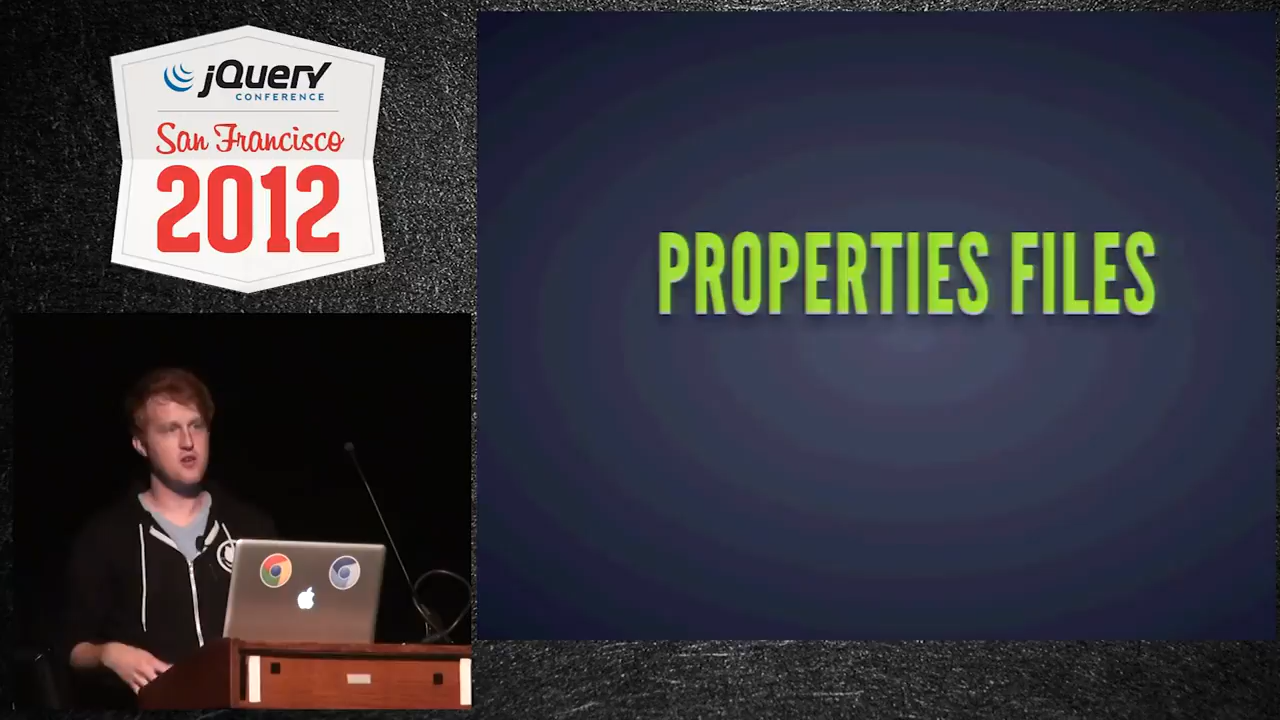 jQuery
CONFERENCE
San Francisco
2012
PROPERTIES FILES